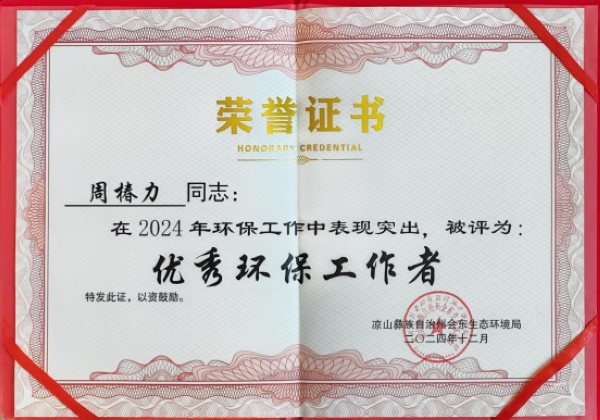 荣誉证书
HONORARY CREDENTIAL
周椿力 同志：
在2024年环保工作中表现突出，被评为：
优秀环保工作者
特发此证，以资鼓励。
凉山彝族自治州会东生态环境局
二〇二四年十二月